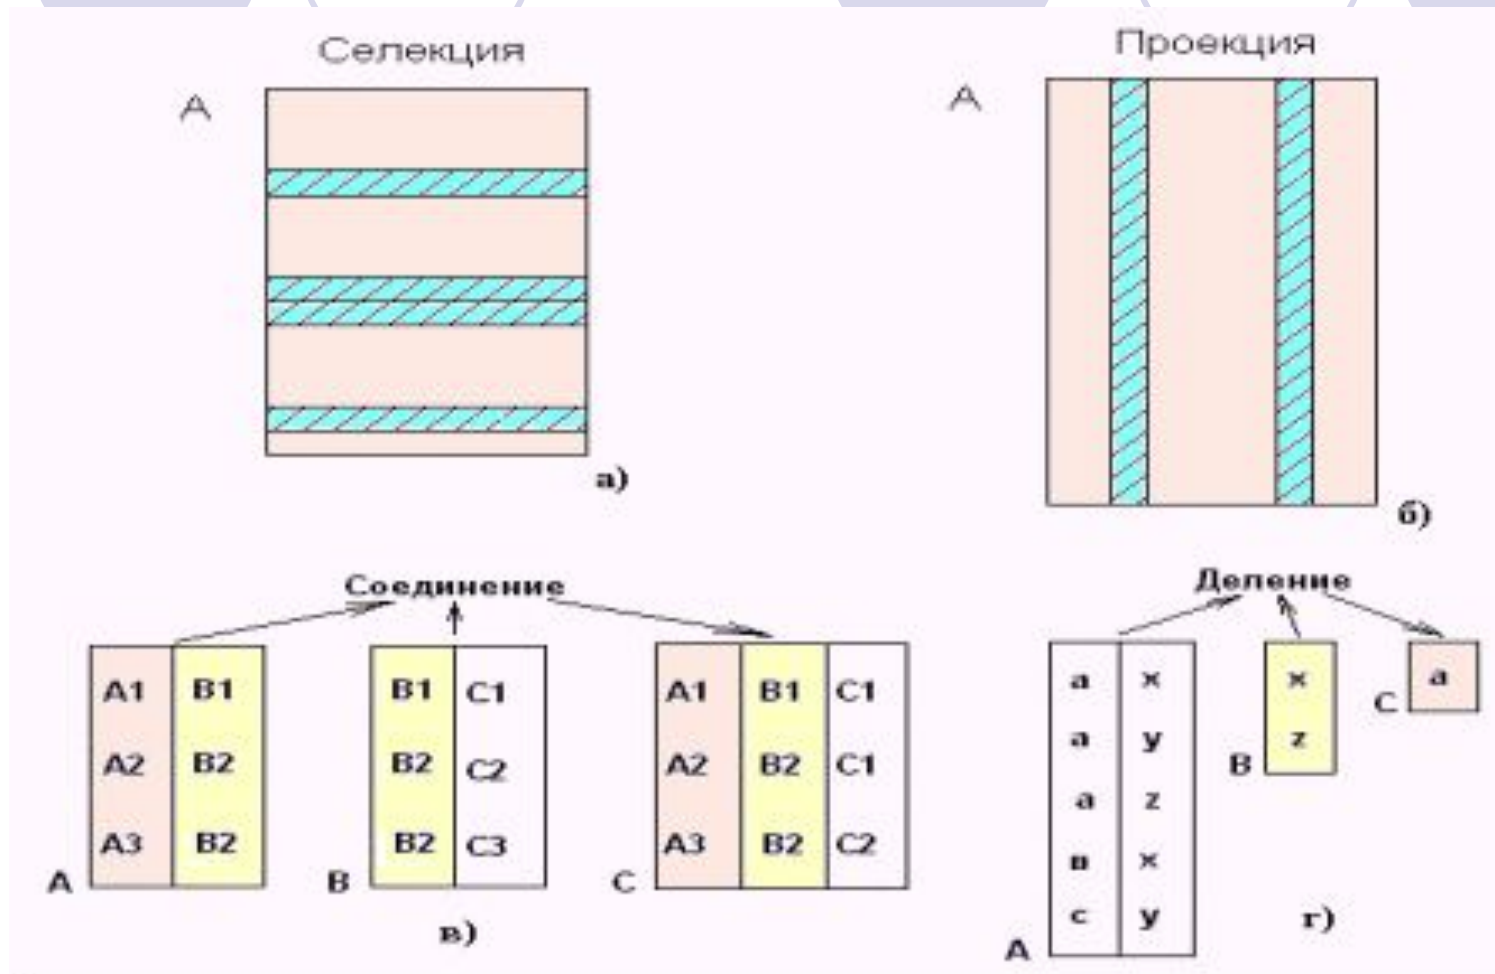 Селекция
А
а)
Проекция
А
б)
Соединение
A1 B1
A2 B2
A3 B2
A
B1 C1
B2 C2
B2 C3
B
A1 B1 C1
A2 B2 C1
A3 B2 C2
C
в)
Деление
а x
а y
а z
в x
с y
A
x
z
B
а
C
г)